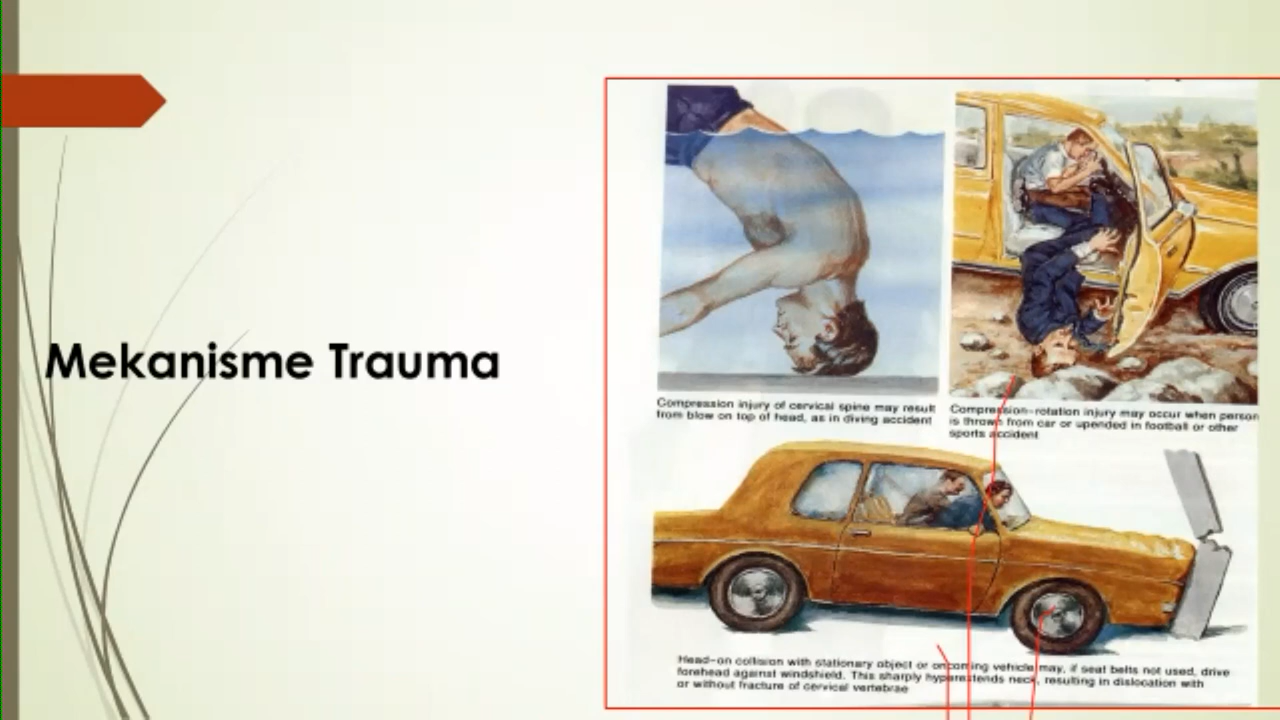 Mekanisme Trauma
Compression injury of cervical spine may result
from blow on top of head, as in diving accident
Compression-rotation injury may occur when person
is thrown from car or upended in football or other
sports accident
Head-on collision with stationary object or oncoming vehicle may, if seat belts not used, drive
forehead against windshield. This sharply hyperextends neck, resulting in dislocation with
or without fracture of cervical vertebrae